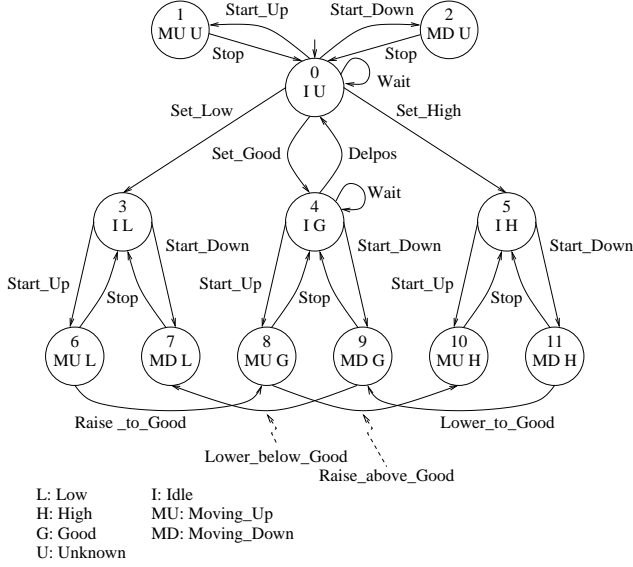 1
MU U
Start_Up
Start_Down
2
MD U
Stop
Stop
0
I U
Wait
Set_Low
Set_High
Set_Good
Delpos
3
I L
4
I G
Wait
5
I H
Start_Up
Start_Down
Stop
Start_Up
Start_Down
Stop
Start_Up
Start_Down
Stop
6
MU L
7
MD L
8
MU G
9
MD G
10
MU H
11
MD H
Raise _to_Good
Lower_to_Good
Lower_below_Good
Raise_above_Good
L: Low
I: Idle
H: High
MU: Moving_Up
G: Good
MD: Moving_Down
U: Unknown